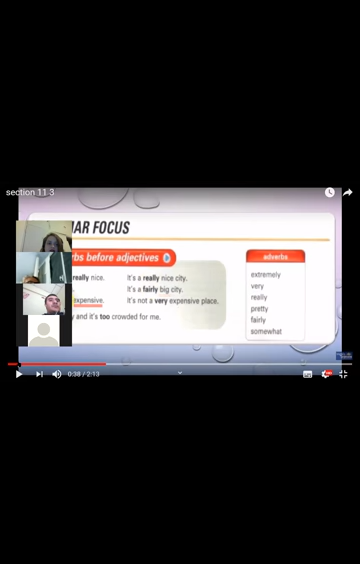 section 11 3
AR FOCUS
rbs before adjectives
really nice. It's a really nice city.
It's a fairly big city.
expensive. It's not a very expensive place.
y and it's too crowded for me.
adverbs
extremely
very
really
pretty
fairly
somewhat
0:38 / 2:13